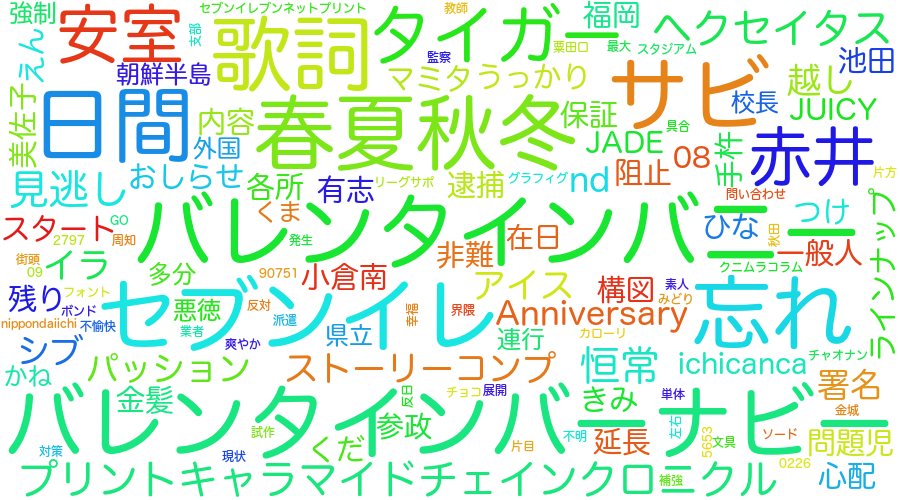 強制
安室
セブンイレブンネットプリント
支部
歌詞
タイガー
教師
監察
粟田口
福岡
最大
スタジアム
ヘクセイタス
池田
えん
朝鮮半島
マミタ
うっかり
サビ
越し
校長
美佐子
日間
内容
外国
春夏秋冬
保証
JUICY
JADE
具合
手杵
赤井
見逃し
おしらせ
各所
有志
リーグサポ
逮捕
グラフィグ
nd
阻止
08
問い合わせ
片方
スタート
GO
くま
バレンタインバニー
ひな
つけ
2797
周知
発生
非難
在日
秋田
一般人
街頭
09
イラ
多分
90751
小倉南
アイス
構図
クニムラコラム
ラインナップ
残り
フォント
ボンド
悪徳
反対
セブンイレ
幸福
界隈
Anniversary
素人
みどり
忘れ
nippondaiichi
不愉快
業者
派遣
県立
連行
カローリ
シブ
爽やか
パッション
ストーリーコンプ
恒常
ichicanca
チャオナン
かね
金髪
反日
チョコ
展開
きみ
単体
署名
バレンタインバーナビー
金城
試作
くだ
参政
片目
不明
延長
左右
5653
文具
ソード
問題児
対策
現状
0226
プリントキャラマイドチェインクロニクル
補強
心配